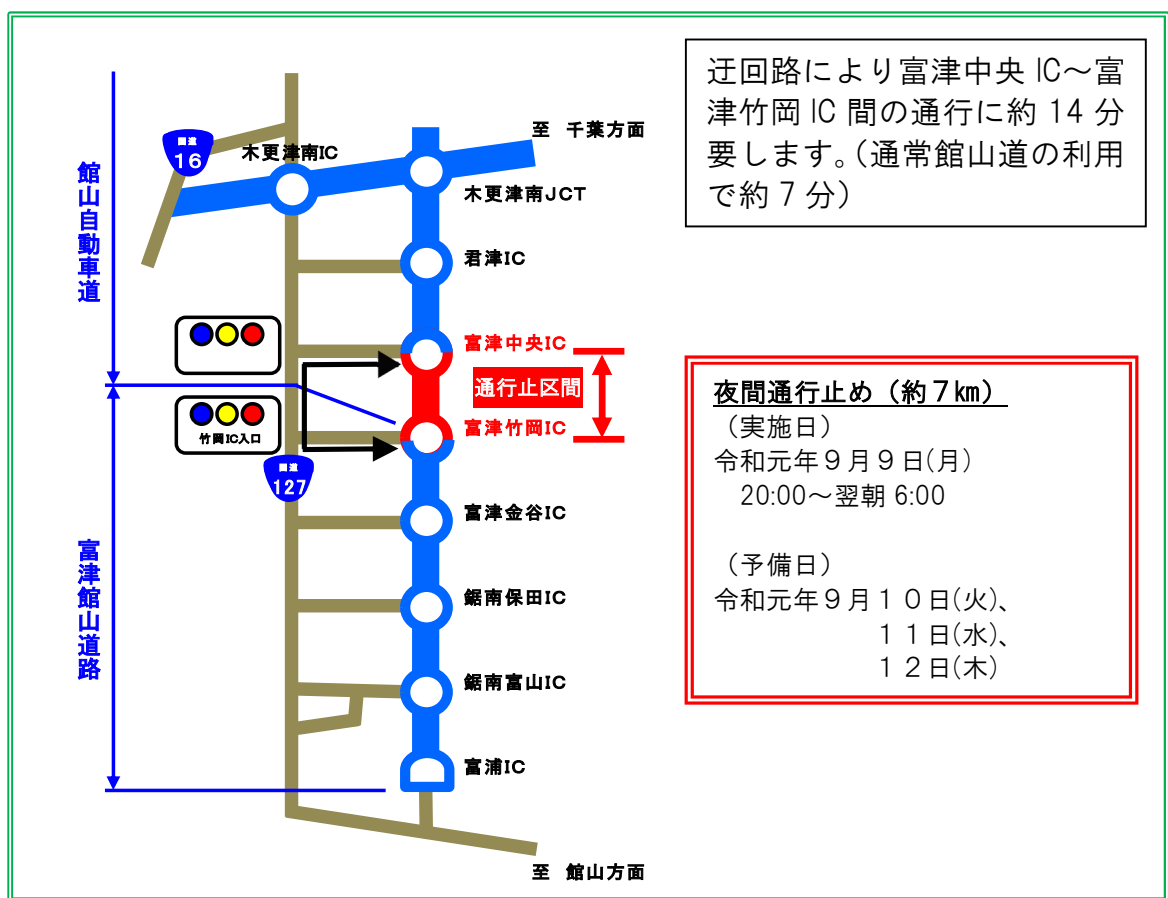 迂回路により富津中央 IC～富
津竹岡 IC 間の通行に約 14 分
要します。（通常館山道の利用
で約 7 分）
至 千葉方面
国道
16
木更津南IC
木更津南JCT
館山自動車道
君津IC
富津中央IC
通行止区間
富津竹岡IC
竹岡IC入口
国道
127
富津金谷IC
富津館山道路
鋸南保田IC
鋸南富山IC
富浦IC
至 館山方面
夜間通行止め（約７㎞）
（実施日）
令和元年９月９日(月)
20:00～翌朝 6:00
（予備日）
令和元年９月１０日(火)、
１１日(水)、
１２日(木)